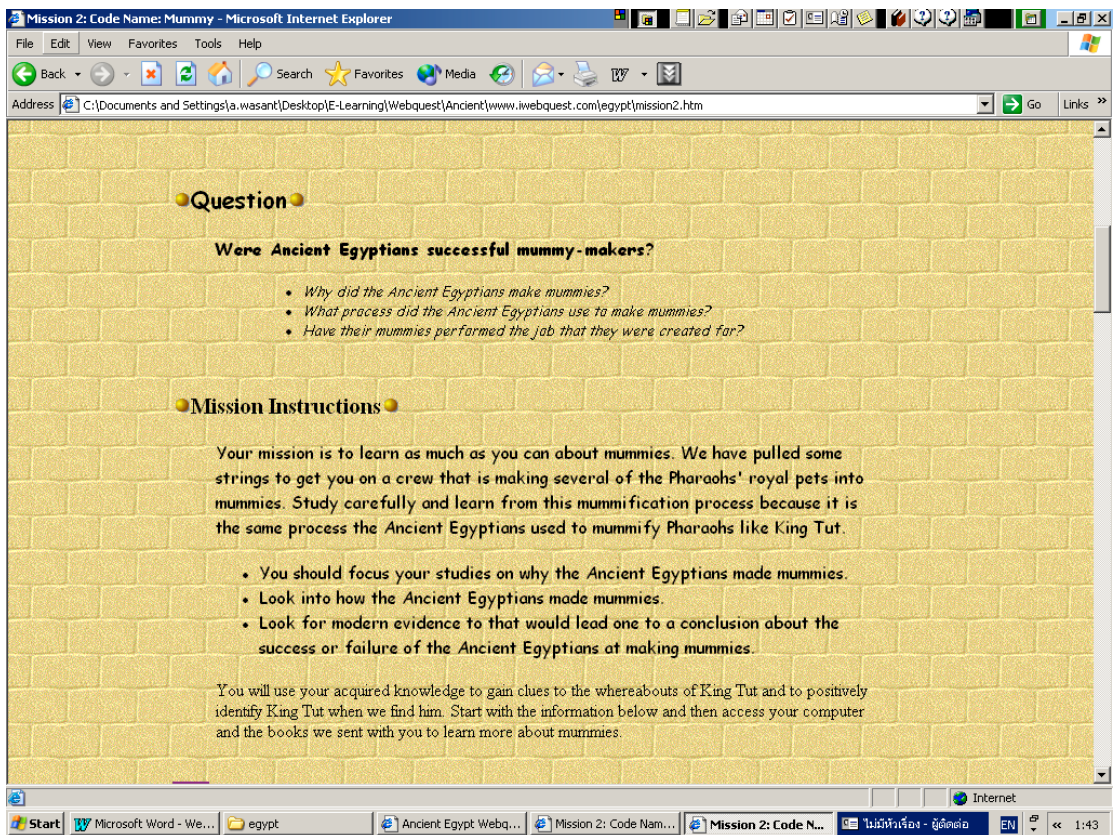 Mission 2: Code Name: Mummy - Microsoft Internet Explorer
File Edit View Favorites Tools Help
Back Search Favorites Media
Address C:\Documents and Settings\a.wasant\Desktop\E-Learning\Webquest\Ancient\www.iwebquest.com\egypt\mission2.htm Go Links »
Question
Were Ancient Egyptians successful mummy-makers?
• Why did the Ancient Egyptians make mummies?
• What process did the Ancient Egyptians use to make mummies?
• Have their mummies performed the job that they were created for?
Mission Instructions
Your mission is to learn as much as you can about mummies. We have pulled some
strings to get you on a crew that is making several of the Pharaohs' royal pets into
mummies. Study carefully and learn from this mummification process because it is
the same process the Ancient Egyptians used to mummify Pharaohs like King Tut.
• You should focus your studies on why the Ancient Egyptians made mummies.
• Look into how the Ancient Egyptians made mummies.
• Look for modern evidence to that would lead one to a conclusion about the
success or failure of the Ancient Egyptians at making mummies.
You will use your acquired knowledge to gain clues to the whereabouts of King Tut and to positively
identify King Tut when we find him. Start with the information below and then access your computer
and the books we sent with you to learn more about mummies.
Internet
Start Microsoft Word - We... egypt Ancient Egypt Webq... Mission 2: Code Nam... Mission 2: Code N... ไม่มีหัวเรื่อง - ผู้ติดต่อ EN « 1:43